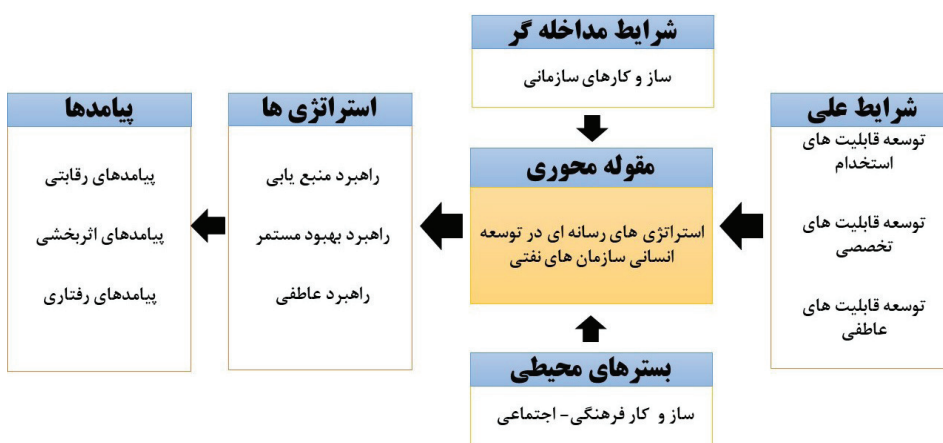 شرایط مداخله گر
ساز و کارهای سازمانی
شرایط علی
توسعه قابلیت های
استخدام
توسعه قابلیت های
تخصصی
توسعه قابلیت های
عاطفی
مقوله محوری
استراتژی های رسانه ای در توسعه
انسانی سازمان های نفتی
بسترهای محیطی
ساز و کار فرهنگی- اجتماعی
استراتژی ها
راهبرد منبع یابی
راهبرد بهبود مستمر
راهبرد عاطفی
پیامدها
پیامدهای رقابتی
پیامدهای اثربخشی
پیامدهای رفتاری